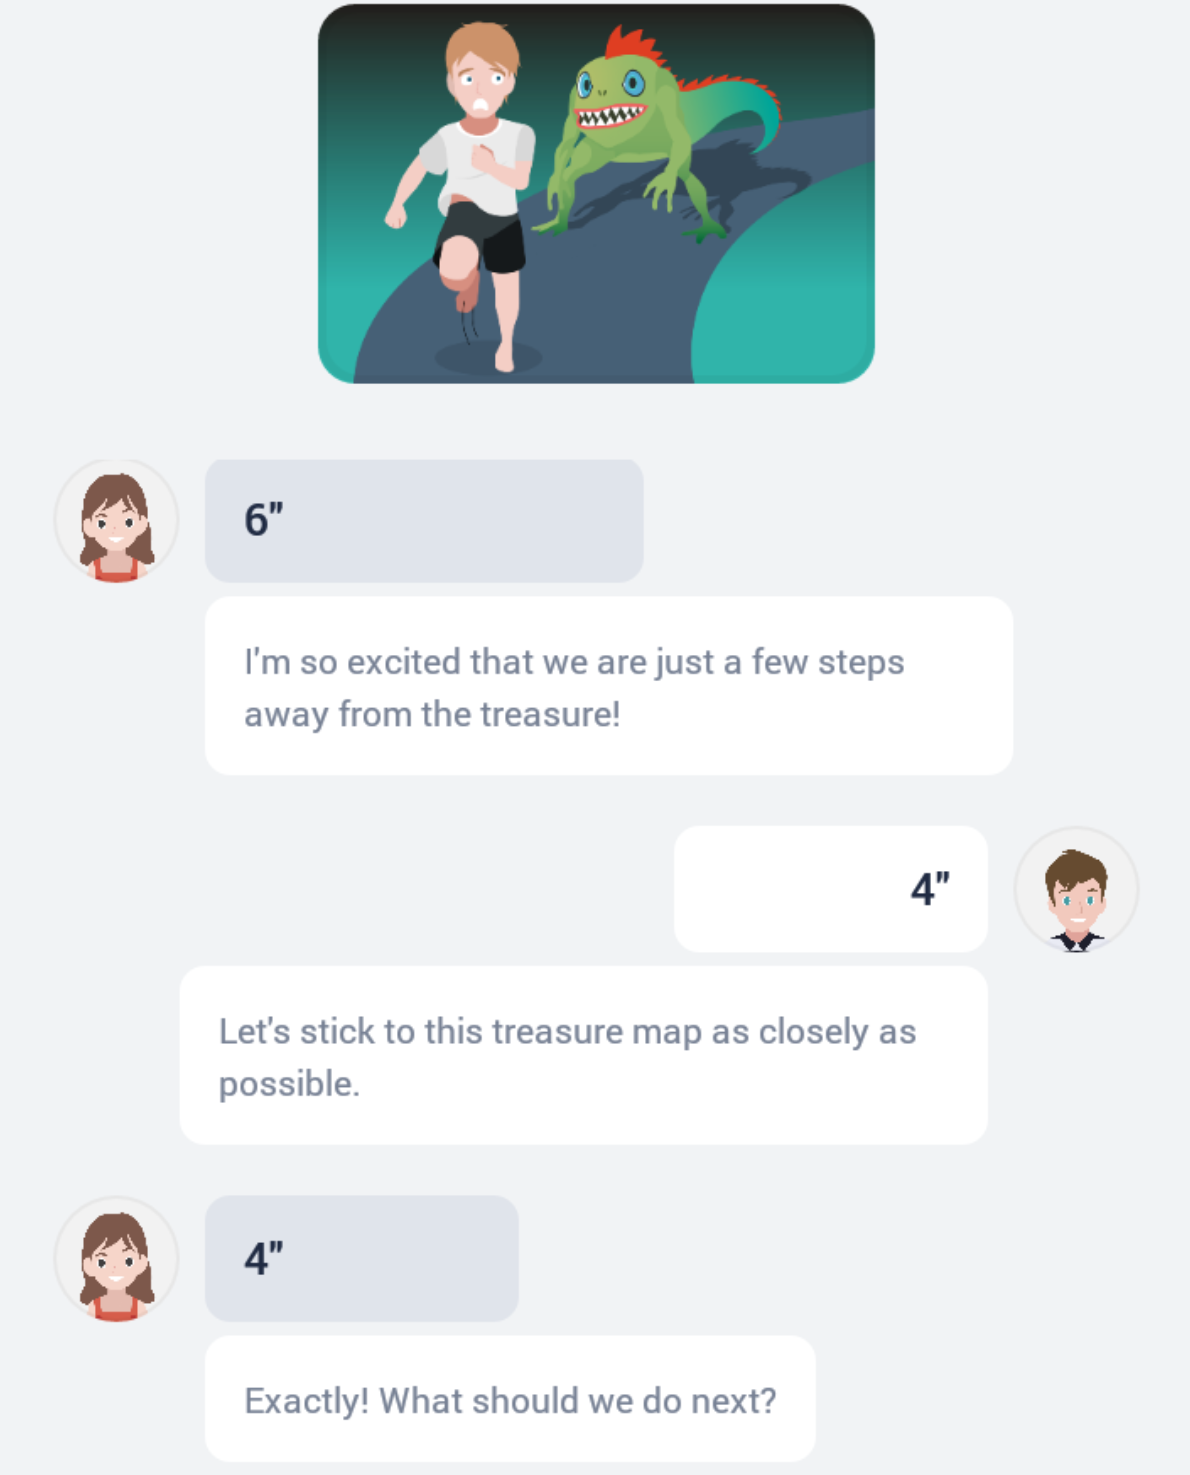 6"
I'm so excited that we are just a few steps
away from the treasure!
4"
Let's stick to this treasure map as closely as
possible.
4"
Exactly! What should we do next?